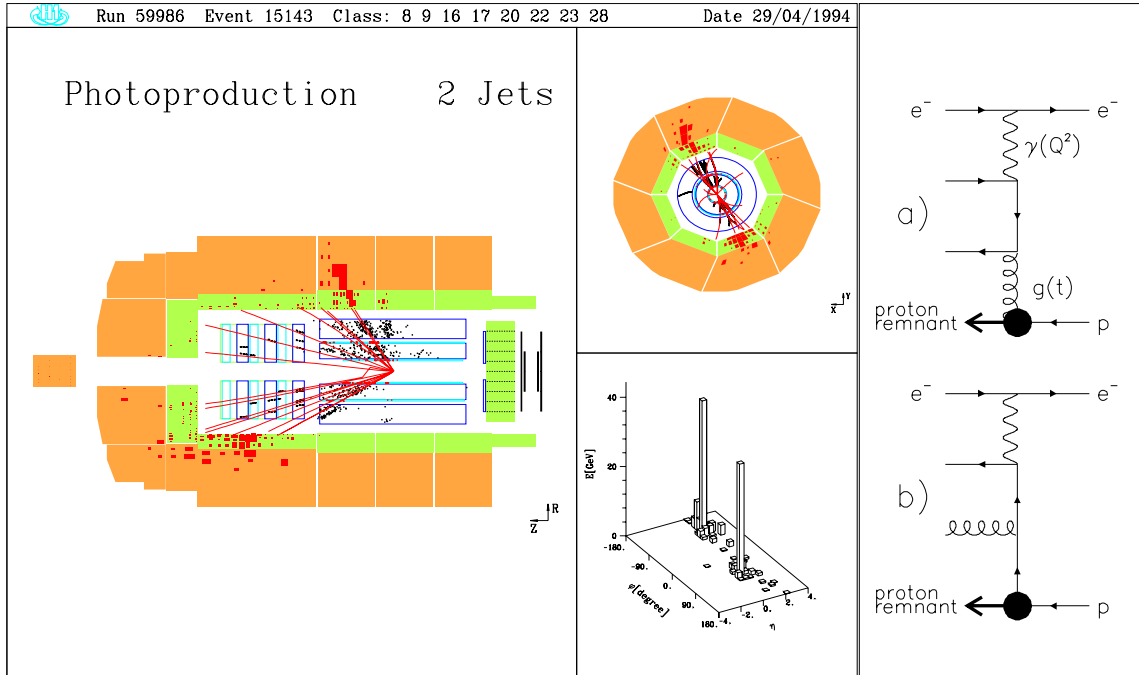 Run 59986 Event 15143 Class: 8 9 16 17 20 22 23 28 Date 29/04/1994
Photoproduction 2 Jets
R
Z
Y
X
E[GeV]
40
20
0
-180.
-90.
0.
90.
180.
φ[degree]
-4.
-2.
0.
2.
4.
η
e⁻ e⁻
γ(Q²)
a)
g(t)
proton
remnant
p
e⁻ e⁻
b)
proton
remnant
p